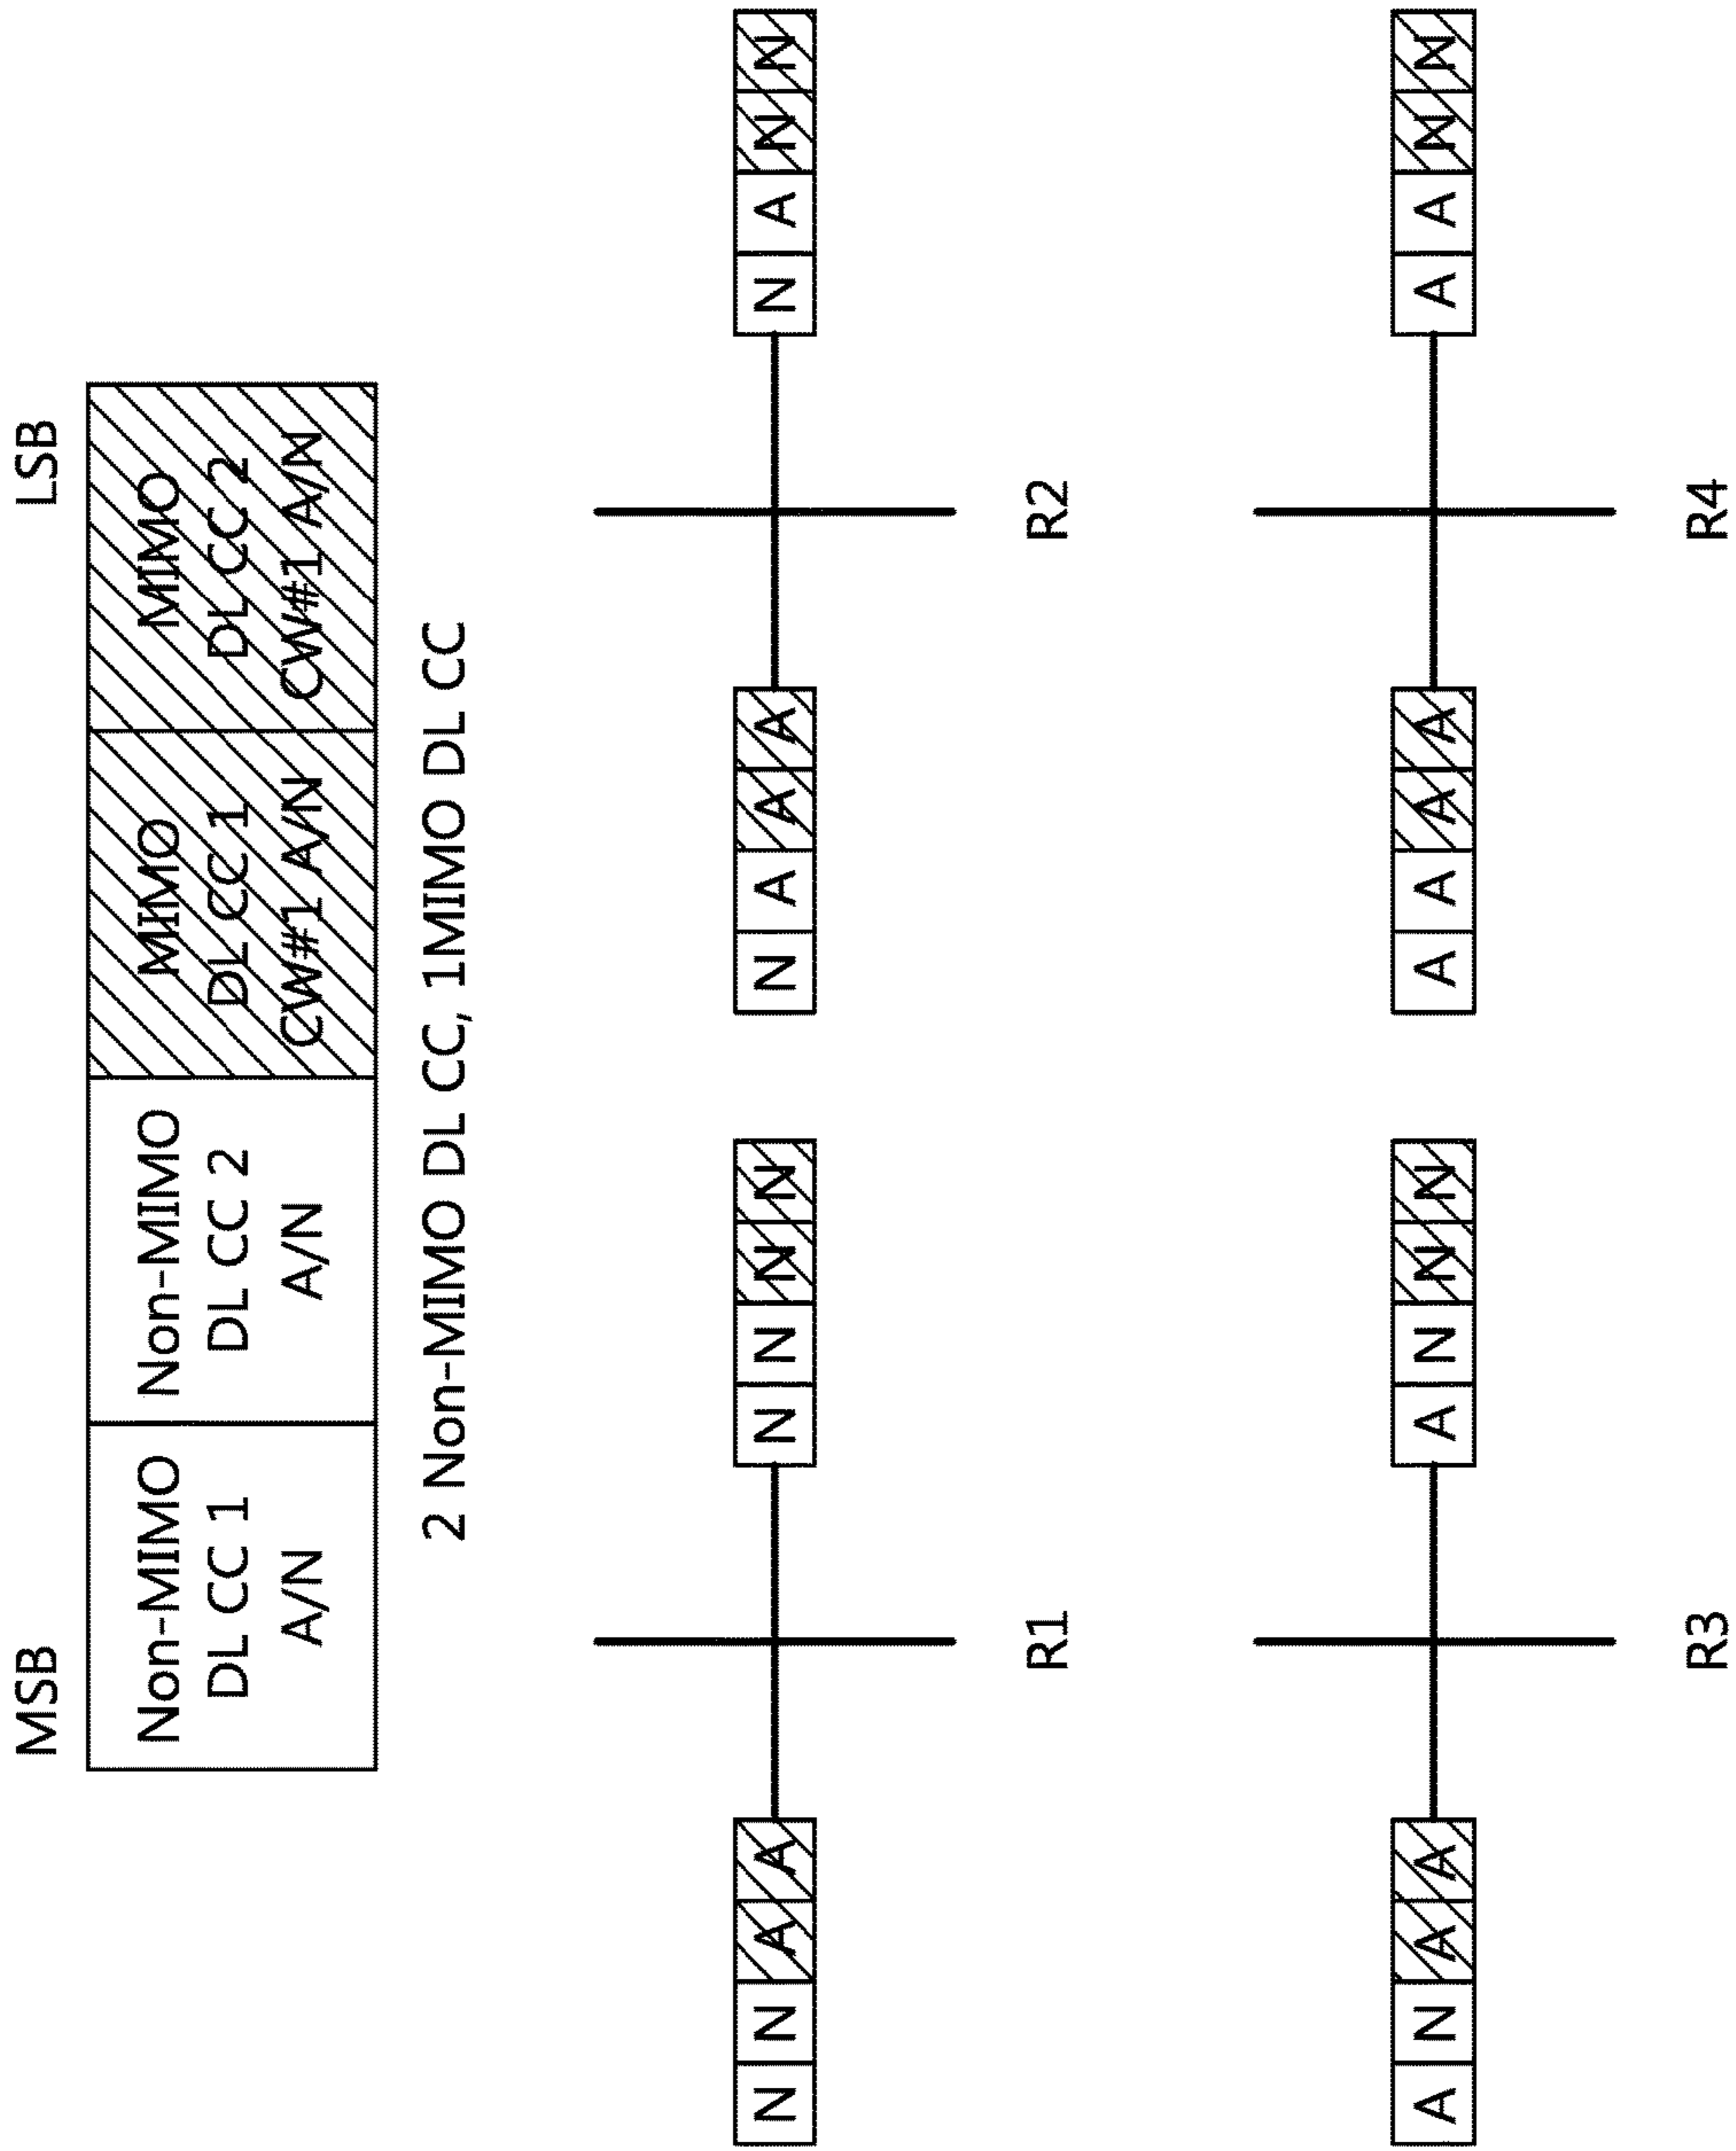 MSB
LSB
Non-MIMO
DL CC 1
A/N
Non-MIMO
DL CC 2
A/N
MIMO
DL CC 1
CW#1 A/N
MIMO
DL CC 2
CW#1 A/N
2 Non-MIMO DL CC, 1MIMO DL CC
N N A A
N N N N
R1
N A A A
N A N N
R2
A N A A
A N N N
R3
A A A A
A A N N
R4